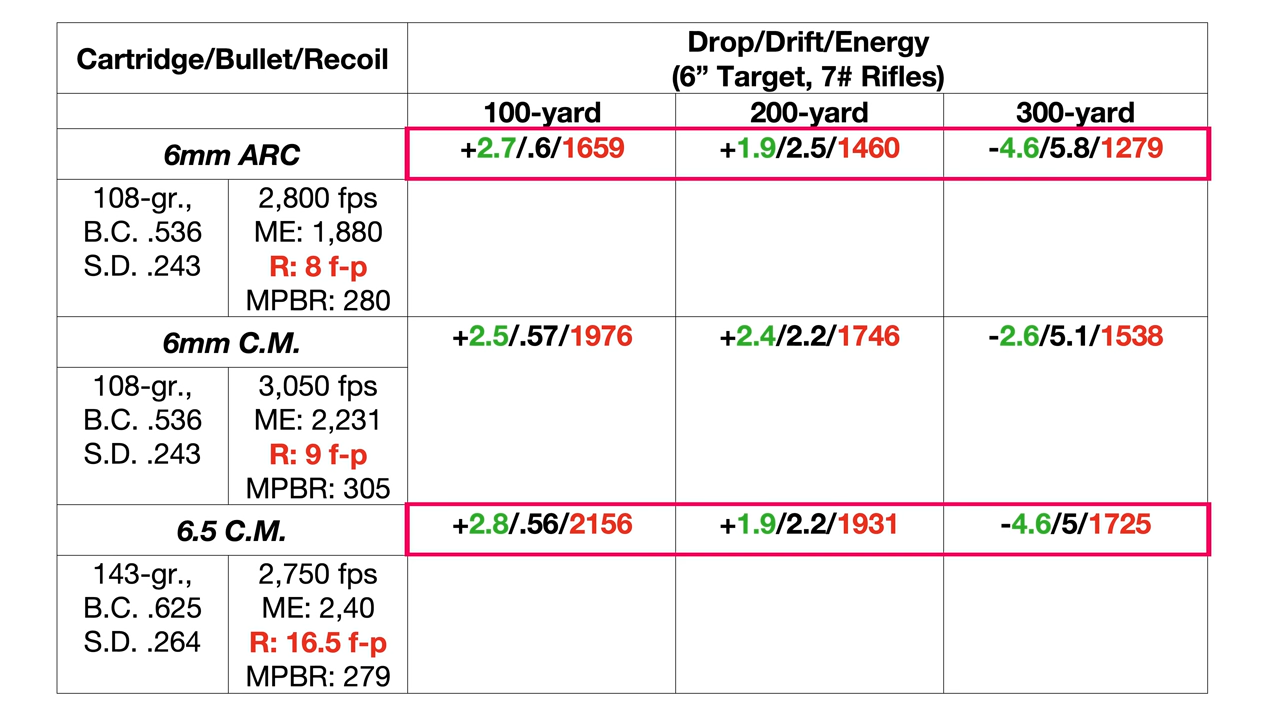 Cartridge/Bullet/Recoil
Drop/Drift/Energy
(6” Target, 7# Rifles)
100-yard
200-yard
300-yard
6mm ARC
+2.7/.6/1659
+1.9/2.5/1460
-4.6/5.8/1279
108-gr.,
B.C. .536
S.D. .243
2,800 fps
ME: 1,880
R: 8 f-p
MPBR: 280
6mm C.M.
+2.5/.57/1976
+2.4/2.2/1746
-2.6/5.1/1538
108-gr.,
B.C. .536
S.D. .243
3,050 fps
ME: 2,231
R: 9 f-p
MPBR: 305
6.5 C.M.
+2.8/.56/2156
+1.9/2.2/1931
-4.6/5/1725
143-gr.,
B.C. .625
S.D. .264
2,750 fps
ME: 2,40
R: 16.5 f-p
MPBR: 279